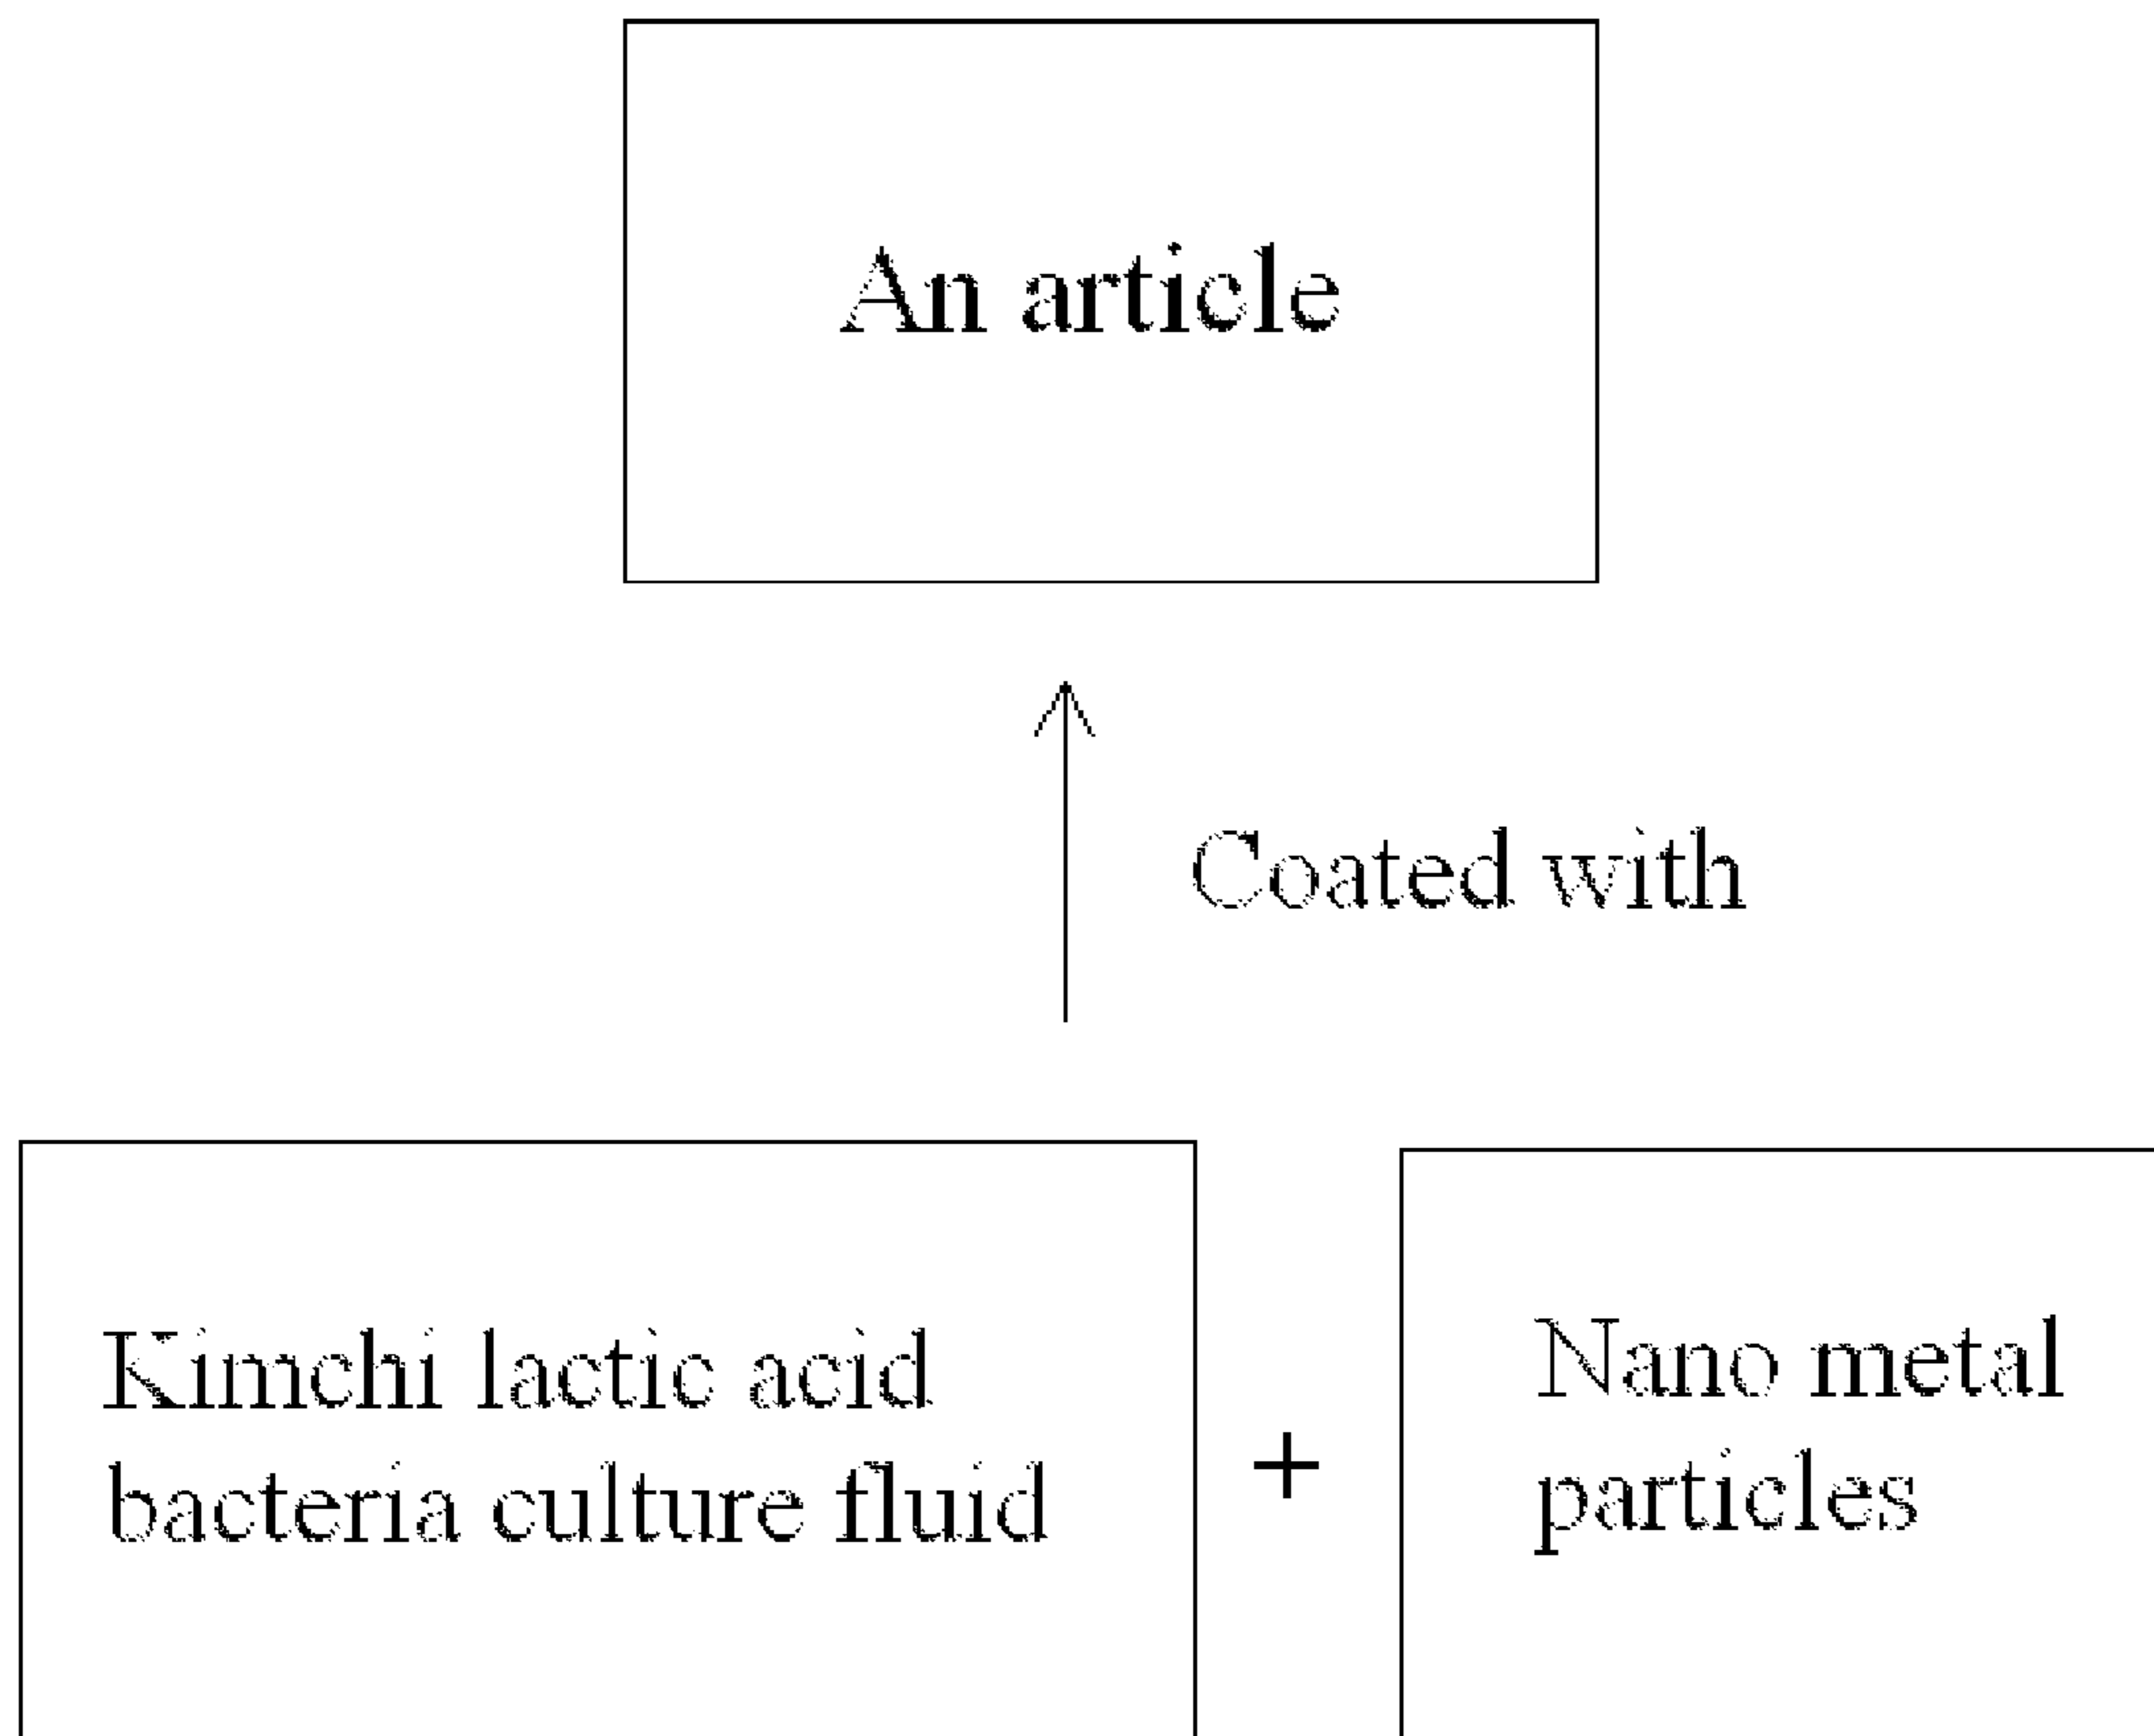 An article
Coated with
Kimchi lactic acid
bacteria culture fluid
+
Nano metal
particles